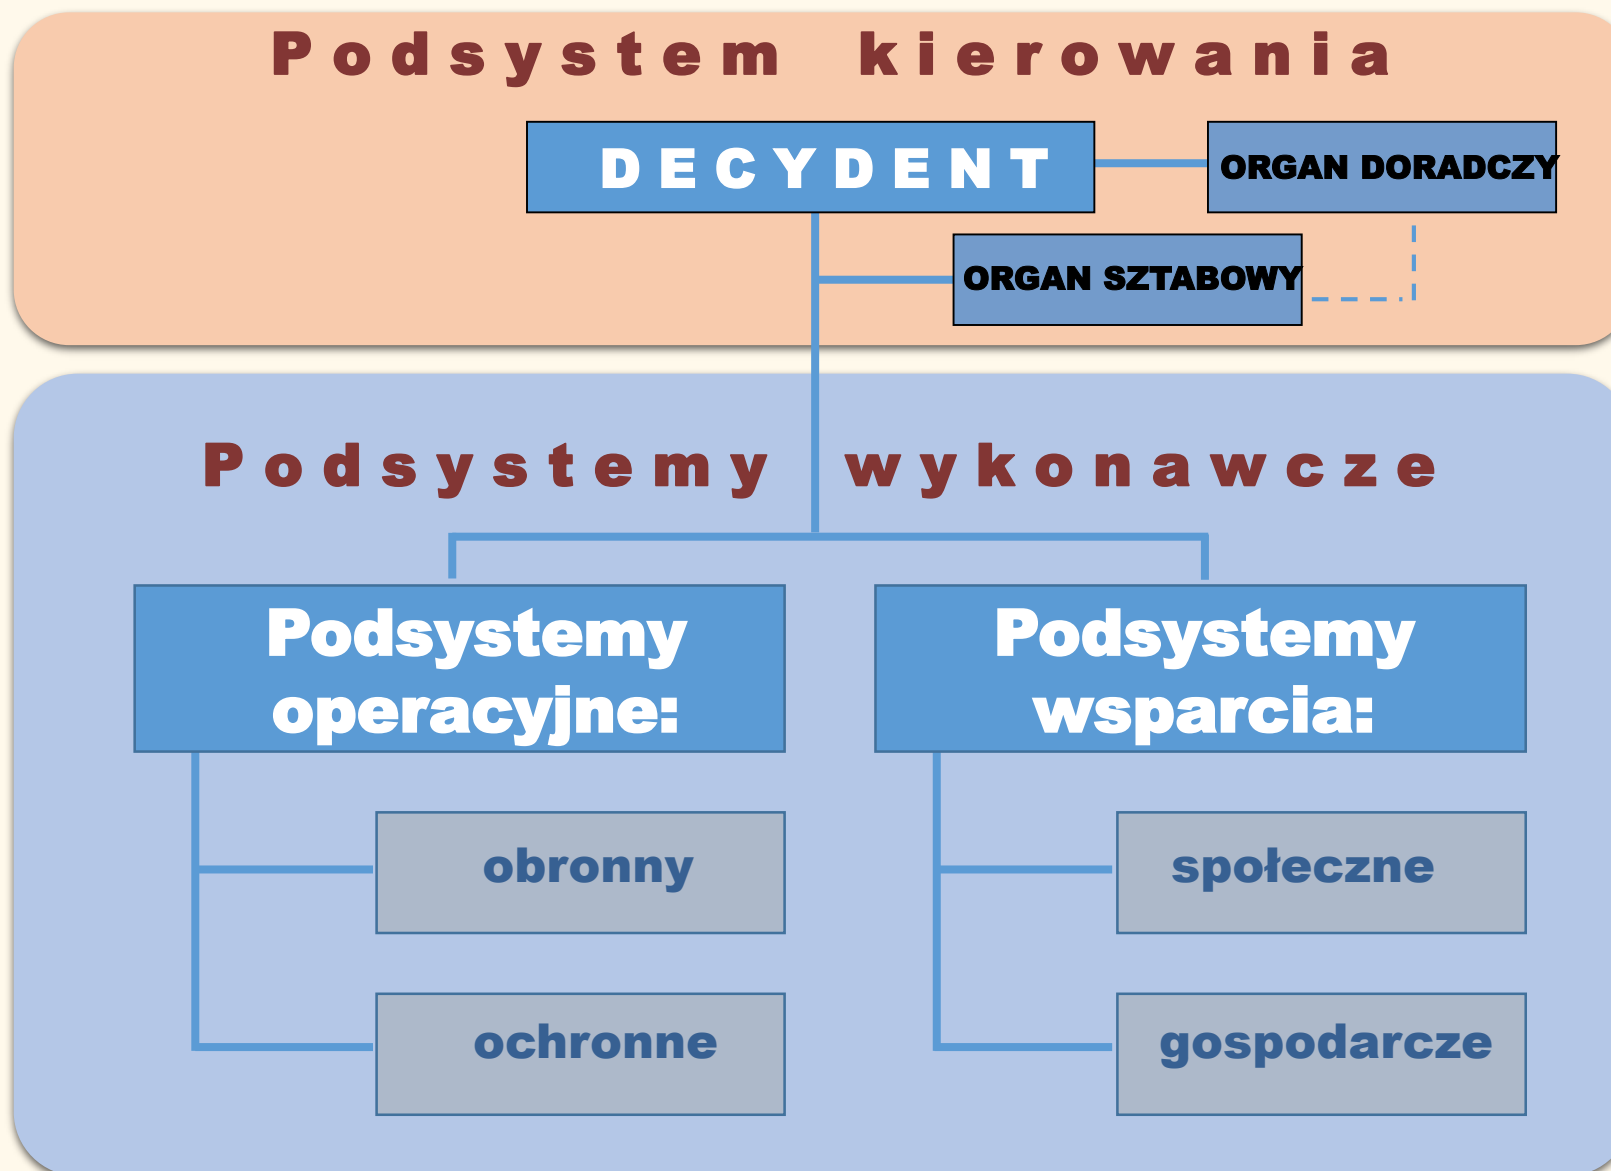 Podsystem kierowania
DECYDENT
ORGAN DORADCZY
ORGAN SZTABOWY
Podsystemy wykonawcze
Podsystemy
operacyjne:
obronny
ochronne
Podsystemy
wsparcia:
społeczne
gospodarcze